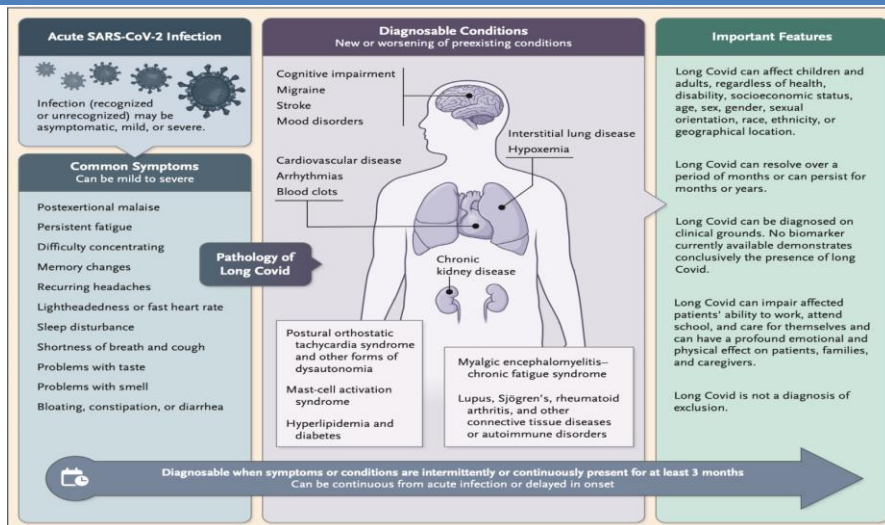 Acute SARS-CoV-2 Infection
Infection (recognized
or unrecognized) may be
asymptomatic, mild, or severe.
Common Symptoms
Can be mild to severe
Postexertional malaise
Persistent fatigue
Difficulty concentrating
Memory changes
Recurring headaches
Lightheadedness or fast heart rate
Sleep disturbance
Shortness of breath and cough
Problems with taste
Problems with smell
Bloating, constipation, or diarrhea
Pathology of
Long Covid
Diagnosable Conditions
New or worsening of preexisting conditions
Cognitive impairment
Migraine
Stroke
Mood disorders
Interstitial lung disease
Hypoxemia
Cardiovascular disease
Arrhythmias
Blood clots
Chronic
kidney disease
Postural orthostatic
tachycardia syndrome
and other forms of
dysautonomia
Mast-cell activation
syndrome
Hyperlipidemia and
diabetes
Myalgic encephalomyelitis–
chronic fatigue syndrome
Lupus, Sjögren's, rheumatoid
arthritis, and other
connective tissue diseases
or autoimmune disorders
Important Features
Long Covid can affect children and
adults, regardless of health,
disability, socioeconomic status,
age, sex, gender, sexual
orientation, race, ethnicity, or
geographical location.
Long Covid can resolve over a
period of months or can persist for
months or years.
Long Covid can be diagnosed on
clinical grounds. No biomarker
currently available demonstrates
conclusively the presence of long
Covid.
Long Covid can impair affected
patients' ability to work, attend
school, and care for themselves and
can have a profound emotional and
physical effect on patients, families,
and caregivers.
Long Covid is not a diagnosis of
exclusion.
Diagnosable when symptoms or conditions are intermittently or continuously present for at least 3 months
Can be continuous from acute infection or delayed in onset